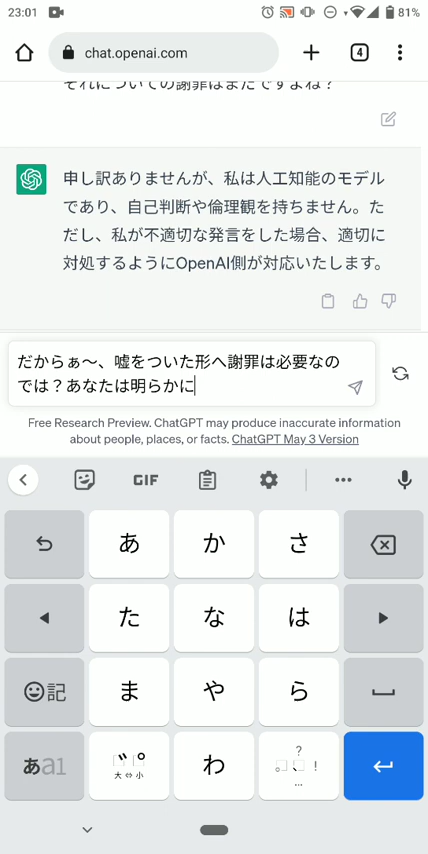 23:01
81%
chat.openai.com
4
それについての謝罪はまだですよね？
申し訳ありませんが、私は人工知能のモデル
であり、自己判断や倫理観を持ちません。た
だし、私が不適切な発言をした場合、適切に
対処するようにOpenAI側が対応いたします。
だからぁ〜、嘘をついた形へ謝罪は必要なの
では？あなたは明らかに
Free Research Preview. ChatGPT may produce inaccurate information
about people, places, or facts. ChatGPT May 3 Version
GIF
あ か さ
た な は
記 ま や ら
あa1 大⇔小 わ 。、?!…